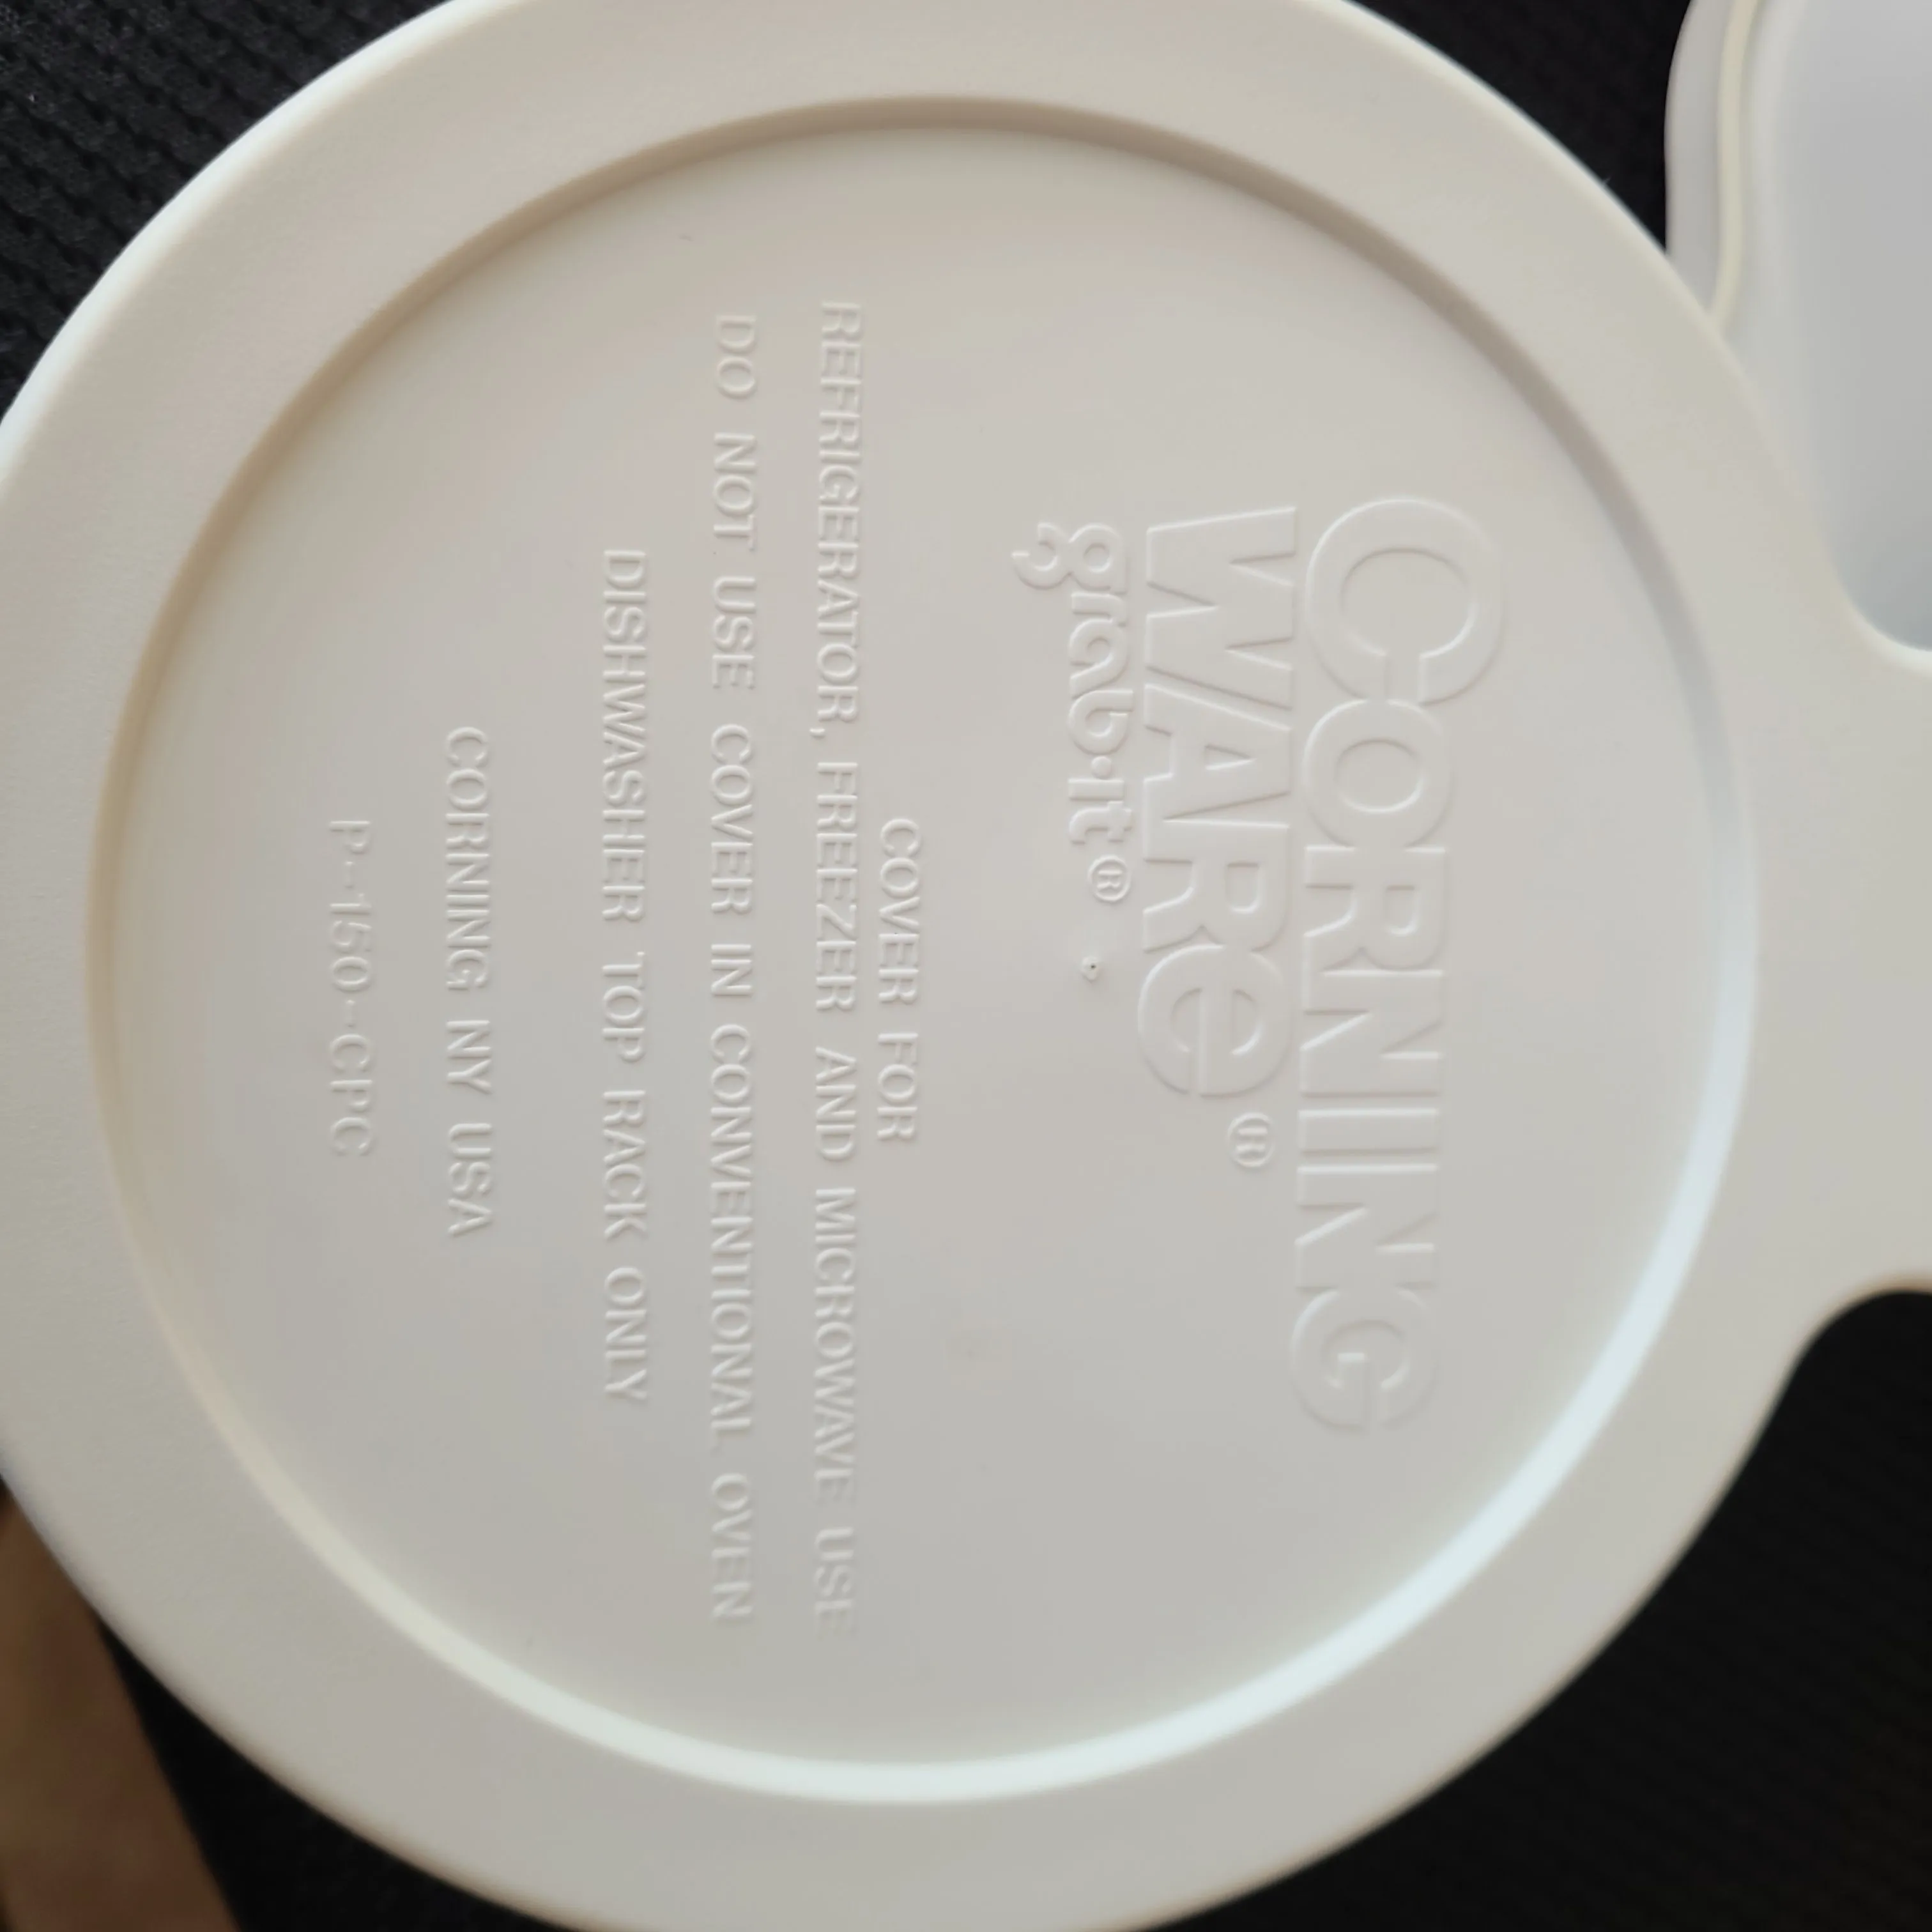 CORNING
WARe®
grab·it®
COVER FOR
REFRIGERATOR, FREEZER AND MICROWAVE USE
DO NOT USE COVER IN CONVENTIONAL OVEN
DISHWASHER TOP RACK ONLY
CORNING NY USA
P-150-CPC